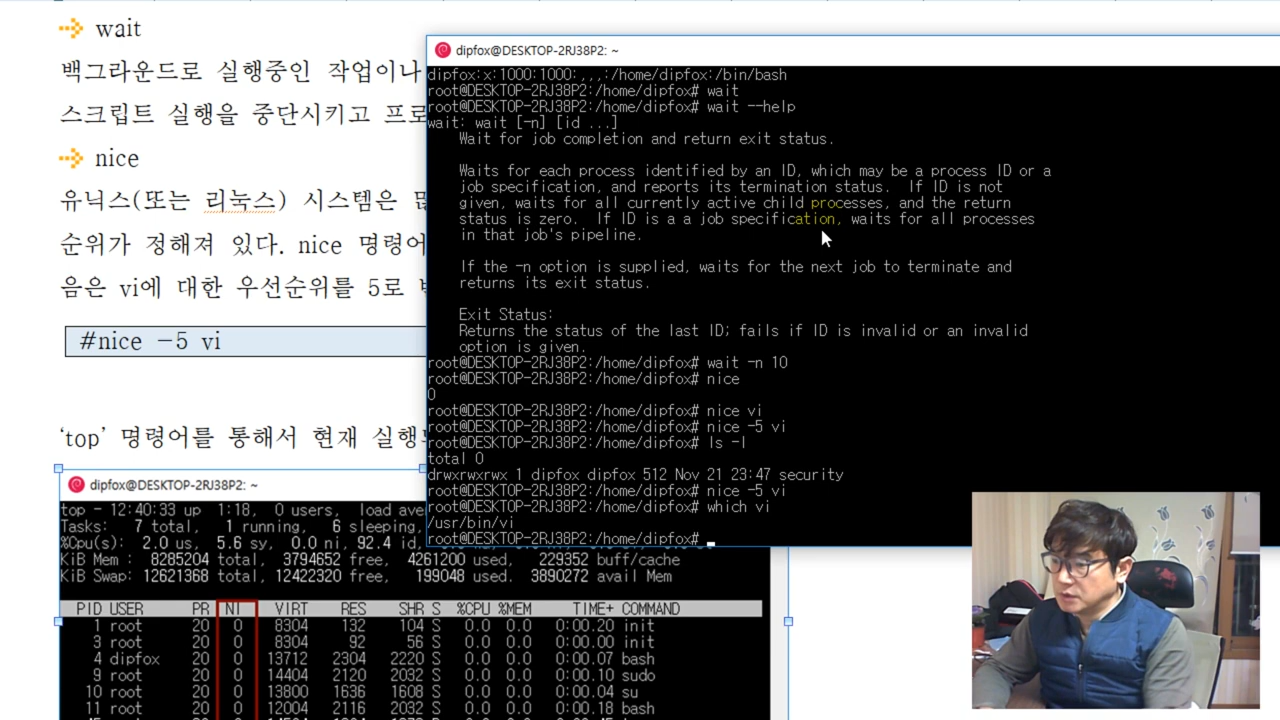 wait
백그라운드로 실행중인 작업이나
스크립트 실행을 중단시키고 프로
nice
유닉스(또는 리눅스) 시스템은
순위가 정해져 있다. nice 명령어
음은 vi에 대한 우선순위를 5로
#nice -5 vi
‘top’ 명령어를 통해서 현재 실행
dipfox@DESKTOP-2RJ38P2: ~
dipfox:x:1000:1000:,,,:/home/dipfox:/bin/bash
root@DESKTOP-2RJ38P2:/home/dipfox# wait
root@DESKTOP-2RJ38P2:/home/dipfox# wait --help
wait: wait [-n] [id ...]
Wait for job completion and return exit status.
Waits for each process identified by an ID, which may be a process ID or a
job specification, and reports its termination status.  If ID is not
given, waits for all currently active child processes, and the return
status is zero.  If ID is a a job specification, waits for all processes
in that job's pipeline.
If the -n option is supplied, waits for the next job to terminate and
returns its exit status.
Exit Status:
Returns the status of the last ID; fails if ID is invalid or an invalid
option is given.
root@DESKTOP-2RJ38P2:/home/dipfox# wait -n 10
root@DESKTOP-2RJ38P2:/home/dipfox# nice
0
root@DESKTOP-2RJ38P2:/home/dipfox# nice vi
root@DESKTOP-2RJ38P2:/home/dipfox# nice -5 vi
root@DESKTOP-2RJ38P2:/home/dipfox# ls -l
total 0
drwxrwxrwx 1 dipfox dipfox 512 Nov 21 23:47 security
root@DESKTOP-2RJ38P2:/home/dipfox# nice -5 vi
root@DESKTOP-2RJ38P2:/home/dipfox# which vi
/usr/bin/vi
root@DESKTOP-2RJ38P2:/home/dipfox#
dipfox@DESKTOP-2RJ38P2: ~
top - 12:40:33 up  1:18,  0 users,  load ave
Tasks:   7 total,   1 running,   6 sleeping,
%Cpu(s):  2.0 us,  5.6 sy,  0.0 ni, 92.4 id,
KiB Mem :  8285204 total,  3794652 free,  4261200 used,   229352 buff/cache
KiB Swap: 12621368 total, 12422320 free,   199048 used.  3890272 avail Mem
PID USER      PR  NI    VIRT    RES    SHR S  %CPU %MEM     TIME+ COMMAND
1 root      20   0    8304    132    104 S   0.0  0.0   0:00.20 init
3 root      20   0    8304     92     56 S   0.0  0.0   0:00.00 init
4 dipfox    20   0   13712   2304   2220 S   0.0  0.0   0:00.07 bash
9 root      20   0   14404   2120   2032 S   0.0  0.0   0:00.10 sudo
10 root      20   0   13800   1636   1608 S   0.0  0.0   0:00.04 su
11 root      20   0   12004   2116   2032 S   0.0  0.0   0:00.18 bash